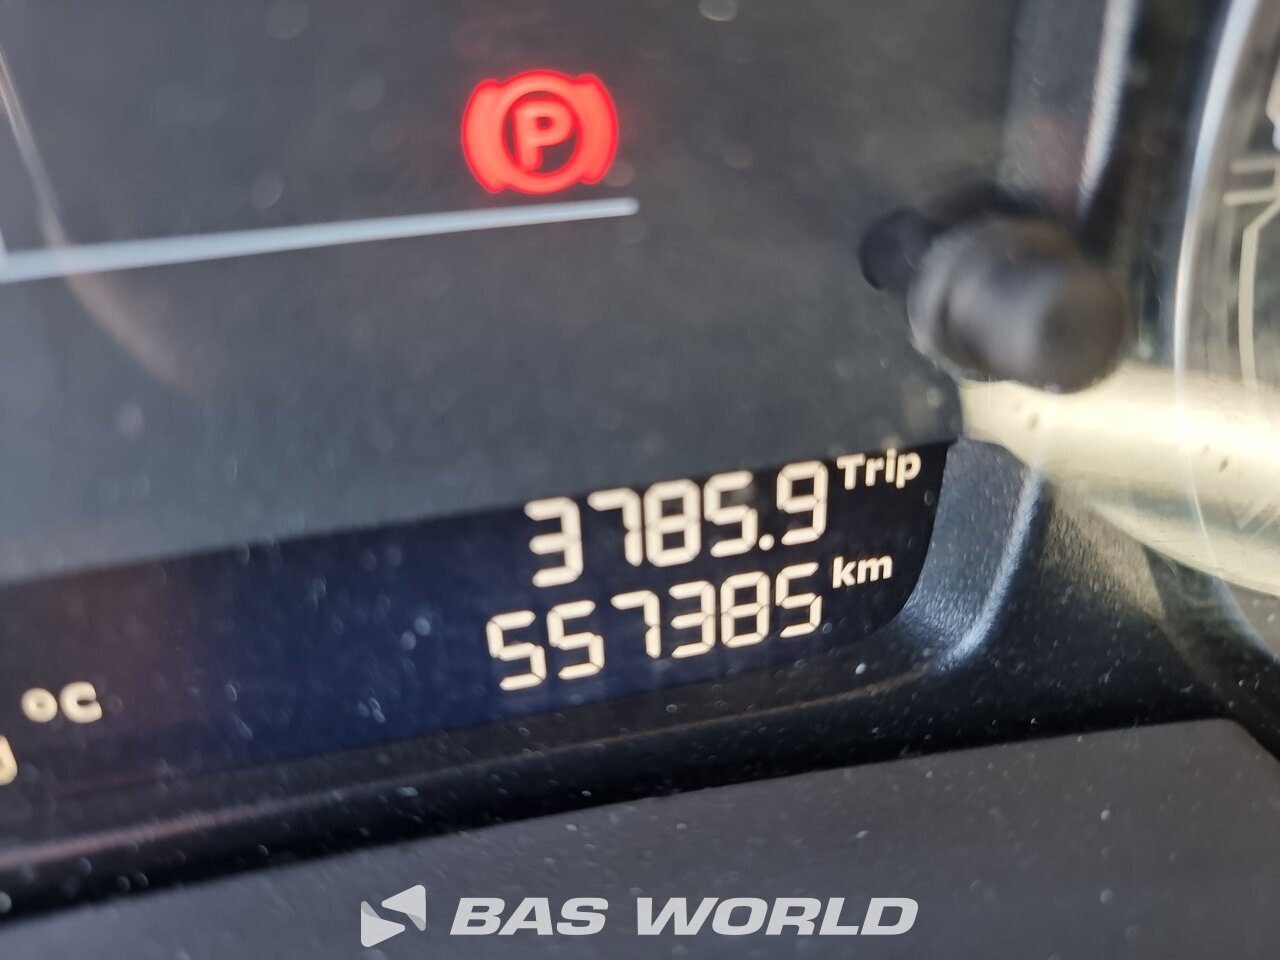 P
3785.9 Trip
557385 km
°C
BAS WORLD